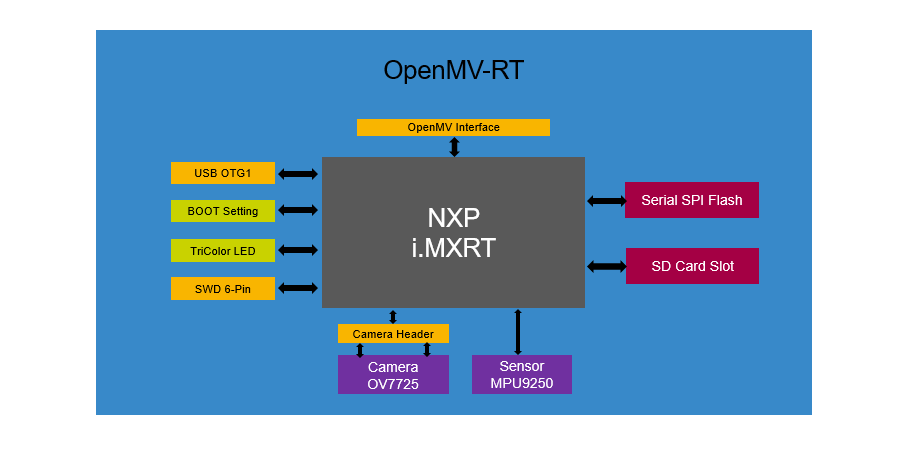 OpenMV-RT
OpenMV Interface
USB OTG1
BOOT Setting
TriColor LED
SWD 6-Pin
NXP
i.MXRT
Serial SPI Flash
SD Card Slot
Camera Header
Camera
OV7725
Sensor
MPU9250